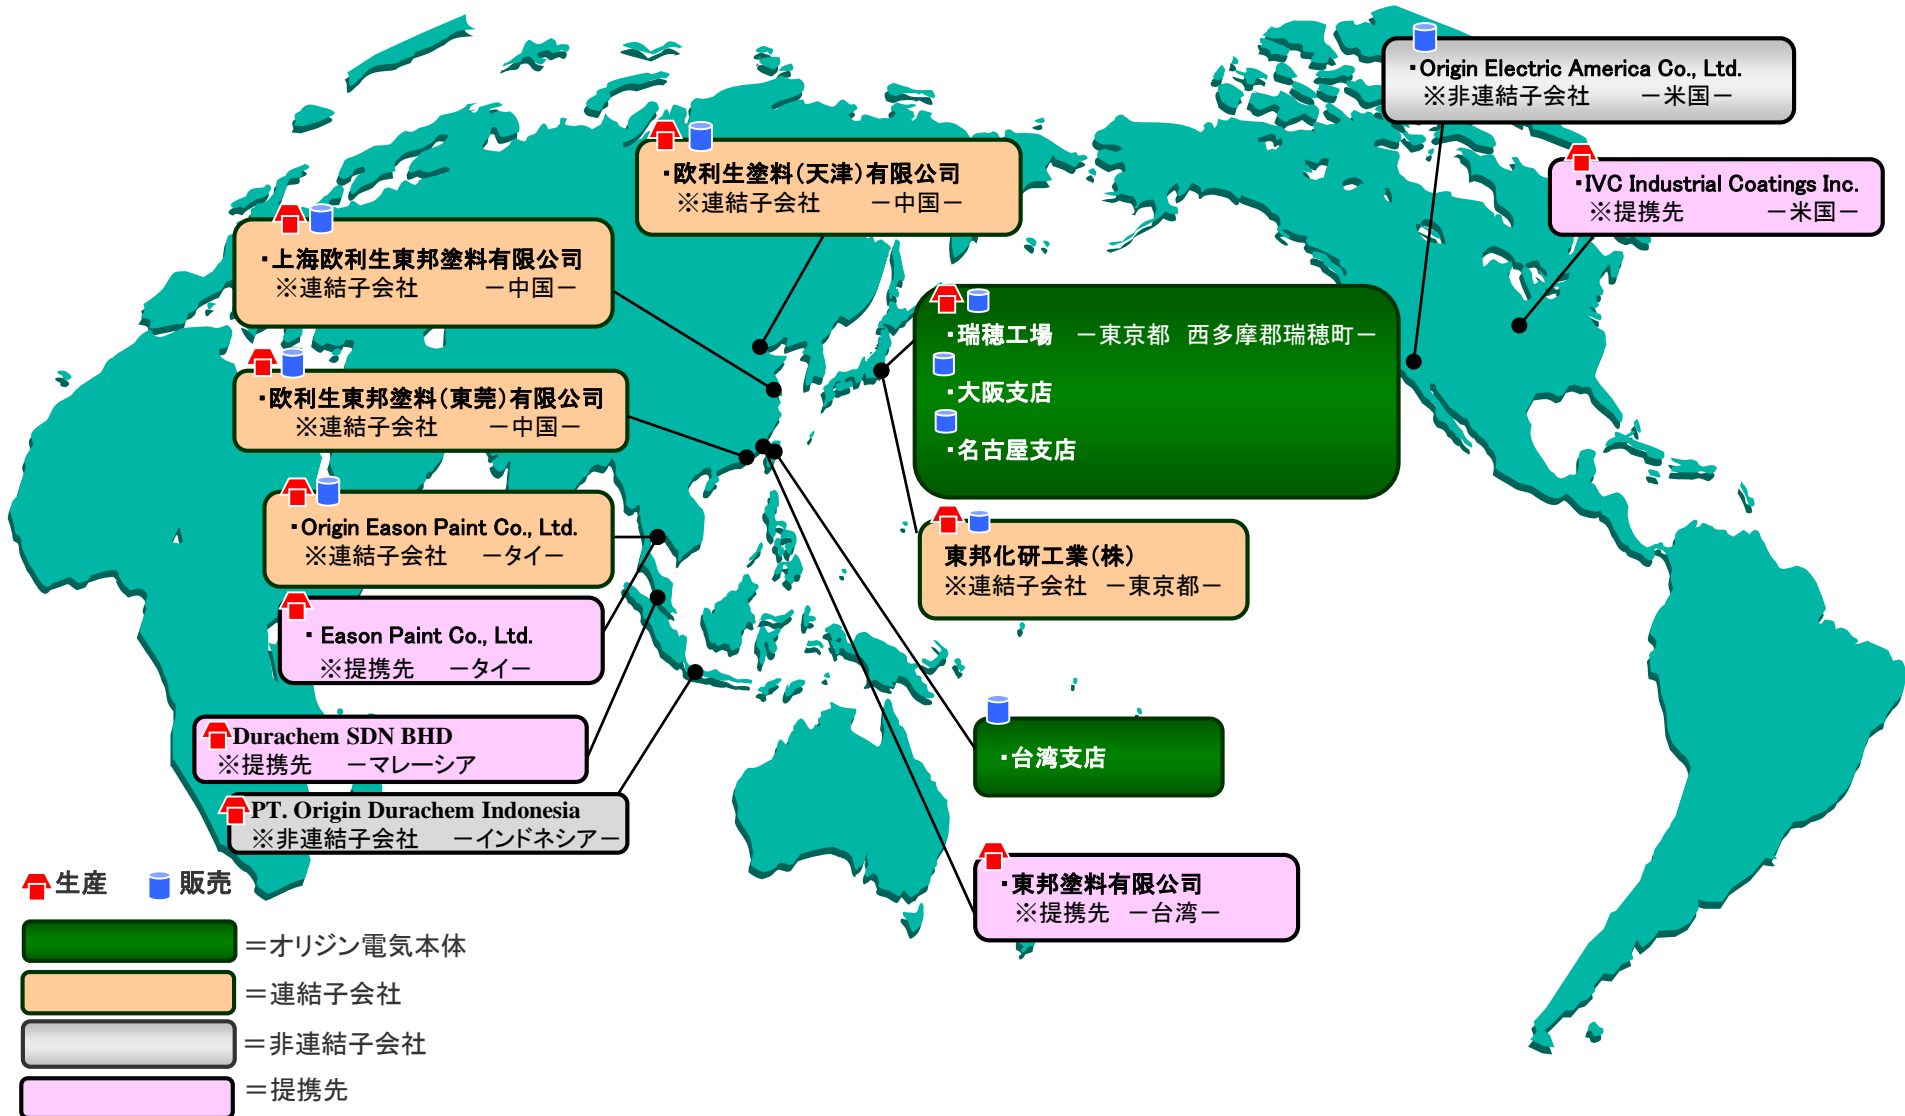 ・Origin Electric America Co., Ltd.
※非連結子会社　　－米国－
・IVC Industrial Coatings Inc.
※提携先　　　－米国－
・欧利生塗料（天津）有限公司
※連結子会社　　－中国－
・上海欧利生東邦塗料有限公司
※連結子会社　　－中国－
・瑞穂工場　－東京都　西多摩郡瑞穂町－
・大阪支店
・名古屋支店
・欧利生東邦塗料（東莞）有限公司
※連結子会社　　－中国－
・Origin Eason Paint Co., Ltd.
※連結子会社　－タイ－
東邦化研工業（株）
※連結子会社　－東京都－
・Eason Paint Co., Ltd.
※提携先　－タイ－
Durachem SDN BHD
※提携先　－マレーシア
・台湾支店
PT. Origin Durachem Indonesia
※非連結子会社　－インドネシア－
・東邦塗料有限公司
※提携先　－台湾－
生産　販売
＝オリジン電気本体
＝連結子会社
＝非連結子会社
＝提携先